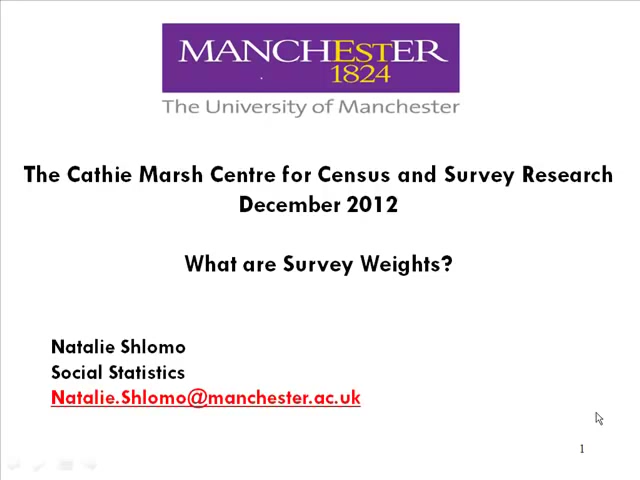 MANCHESTER
1824
The University of Manchester
The Cathie Marsh Centre for Census and Survey Research
December 2012
What are Survey Weights?
Natalie Shlomo
Social Statistics
Natalie.Shlomo@manchester.ac.uk
1